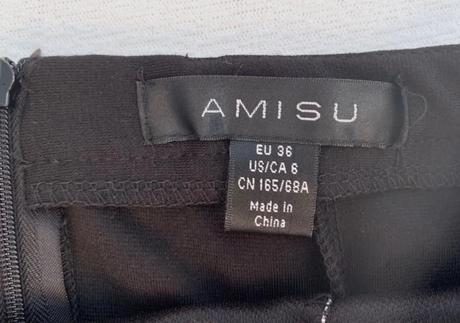 AMISU
EU 36
US/CA 6
CN 165/68A
Made in
China